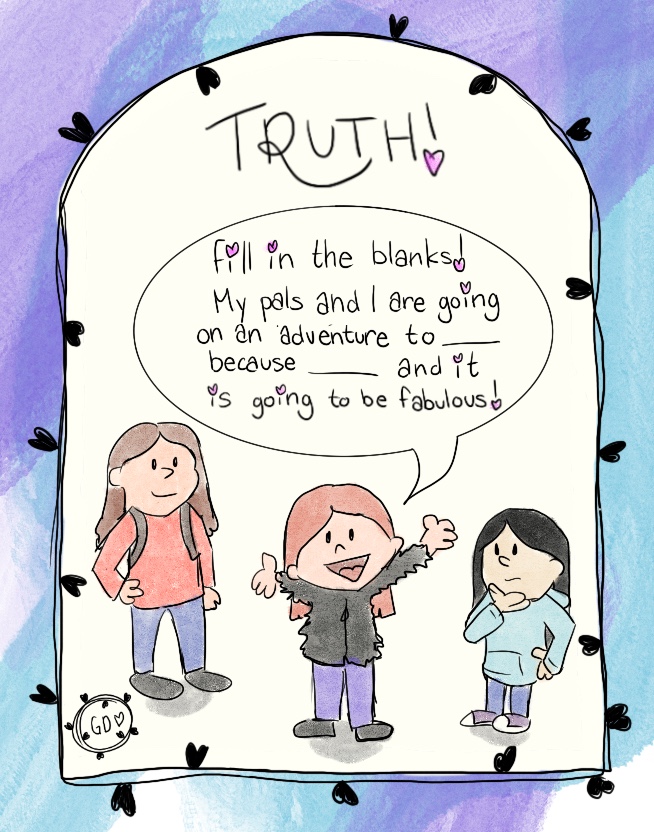 TRUTH!
fill in the blanks!
My pals and I are going
on an adventure to ____
because ____ and it
is going to be fabulous!
GD♡